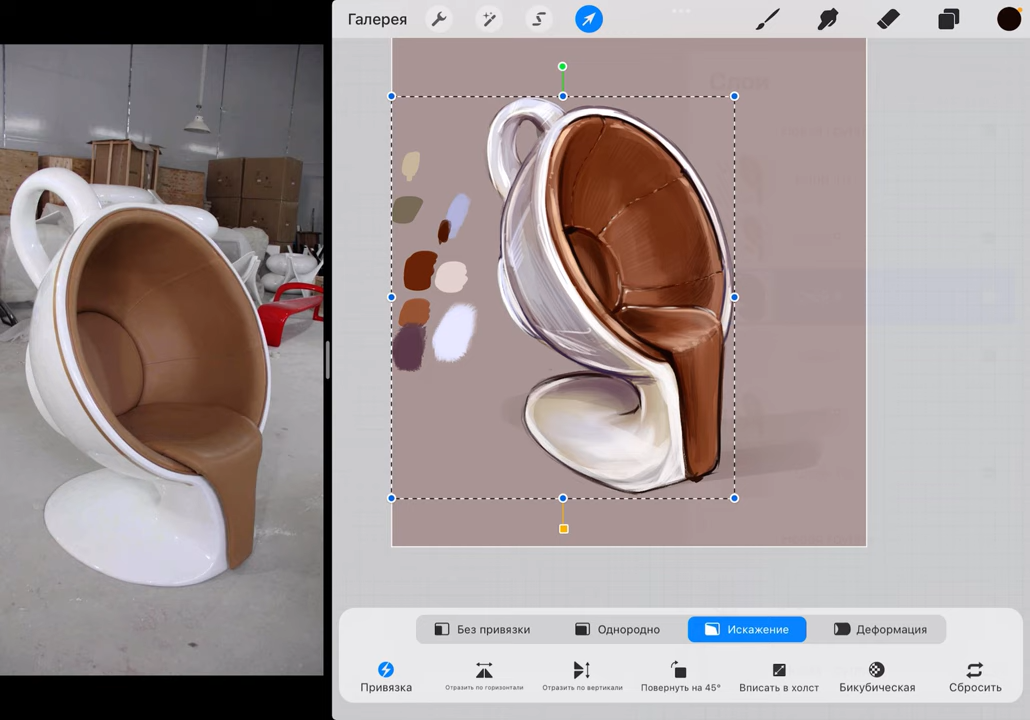 Галерея
Слои
Без привязки
Однородно
Искажение
Деформация
Привязка
Отразить по горизонтали
Отразить по вертикали
Повернуть на 45°
Вписать в холст
Бикубическая
Сбросить